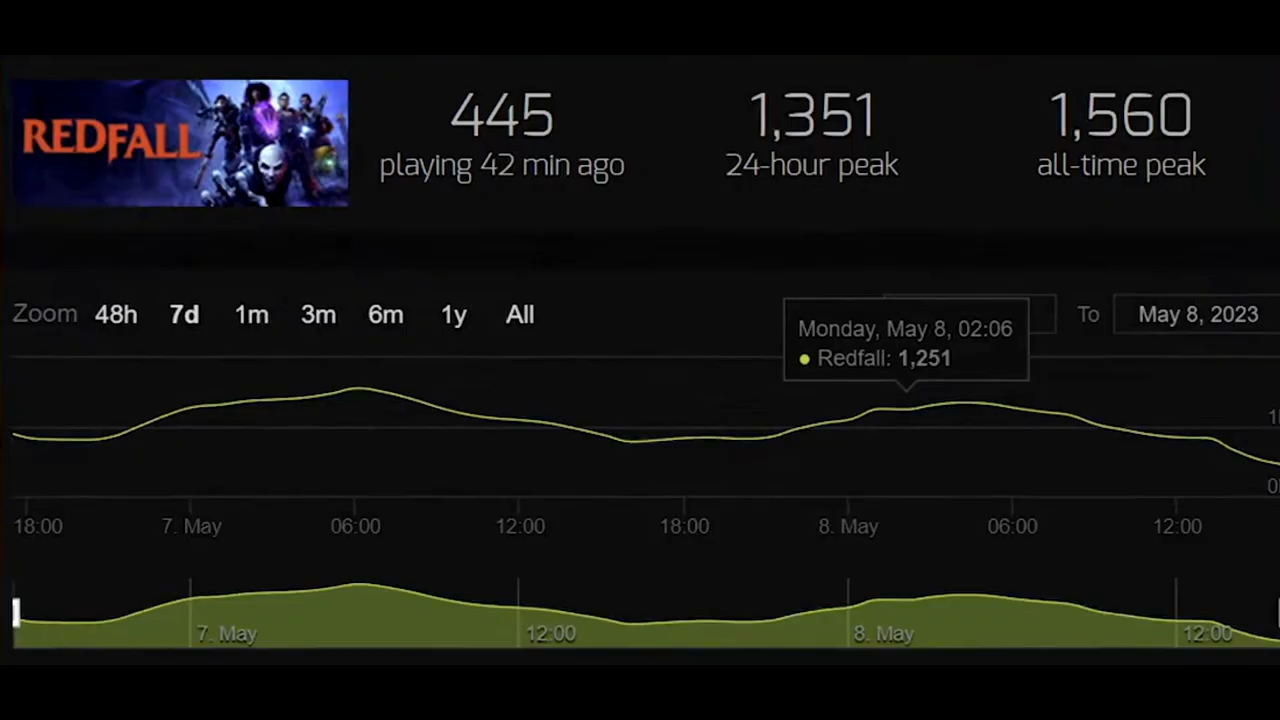 REDFALL
445
playing 42 min ago
1,351
24-hour peak
1,560
all-time peak
Zoom 48h 7d 1m 3m 6m 1y All
To May 8, 2023
Monday, May 8, 02:06
Redfall: 1,251
18:00 7. May 06:00 12:00 18:00 8. May 06:00 12:00
7. May 12:00 8. May 12:00